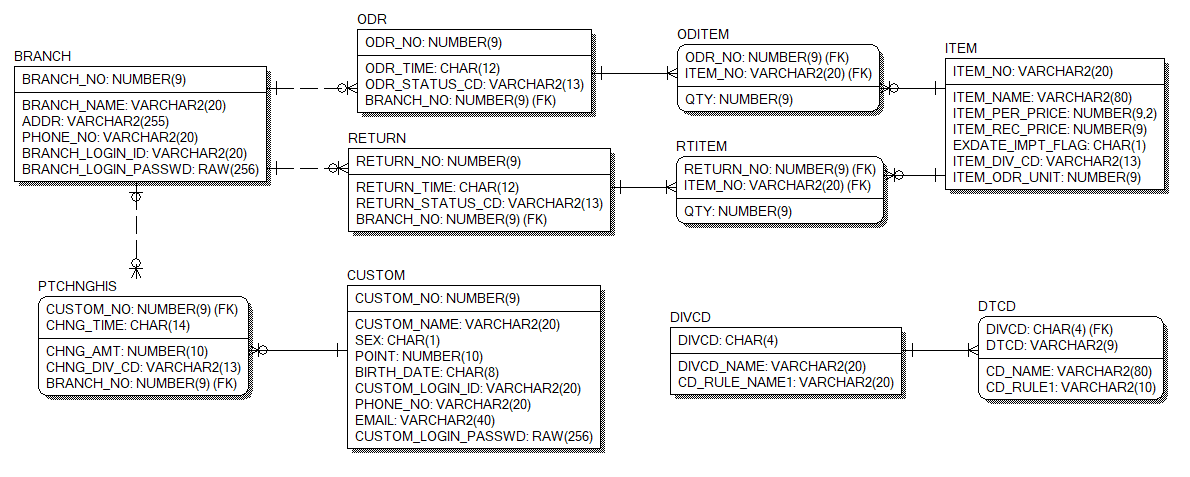 BRANCH
BRANCH_NO: NUMBER(9)
BRANCH_NAME: VARCHAR2(20)
ADDR: VARCHAR2(255)
PHONE_NO: VARCHAR2(20)
BRANCH_LOGIN_ID: VARCHAR2(20)
BRANCH_LOGIN_PASSWD: RAW(256)
ODR
ODR_NO: NUMBER(9)
ODR_TIME: CHAR(12)
ODR_STATUS_CD: VARCHAR2(13)
BRANCH_NO: NUMBER(9) (FK)
ODITEM
ODR_NO: NUMBER(9) (FK)
ITEM_NO: VARCHAR2(20) (FK)
QTY: NUMBER(9)
ITEM
ITEM_NO: VARCHAR2(20)
ITEM_NAME: VARCHAR2(80)
ITEM_PER_PRICE: NUMBER(9,2)
ITEM_REC_PRICE: NUMBER(9)
EXDATE_IMPT_FLAG: CHAR(1)
ITEM_DIV_CD: VARCHAR2(13)
ITEM_ODR_UNIT: NUMBER(9)
RETURN
RETURN_NO: NUMBER(9)
RETURN_TIME: CHAR(12)
RETURN_STATUS_CD: VARCHAR2(13)
BRANCH_NO: NUMBER(9) (FK)
RTITEM
RETURN_NO: NUMBER(9) (FK)
ITEM_NO: VARCHAR2(20) (FK)
QTY: NUMBER(9)
PTCHNGHIS
CUSTOM_NO: NUMBER(9) (FK)
CHNG_TIME: CHAR(14)
CHNG_AMT: NUMBER(10)
CHNG_DIV_CD: VARCHAR2(13)
BRANCH_NO: NUMBER(9) (FK)
CUSTOM
CUSTOM_NO: NUMBER(9)
CUSTOM_NAME: VARCHAR2(20)
SEX: CHAR(1)
POINT: NUMBER(10)
BIRTH_DATE: CHAR(8)
CUSTOM_LOGIN_ID: VARCHAR2(20)
PHONE_NO: VARCHAR2(20)
EMAIL: VARCHAR2(40)
CUSTOM_LOGIN_PASSWD: RAW(256)
DIVCD
DIVCD: CHAR(4)
DIVCD_NAME: VARCHAR2(20)
CD_RULE_NAME1: VARCHAR2(20)
DTCD
DIVCD: CHAR(4) (FK)
DTCD: VARCHAR2(9)
CD_NAME: VARCHAR2(80)
CD_RULE1: VARCHAR2(10)